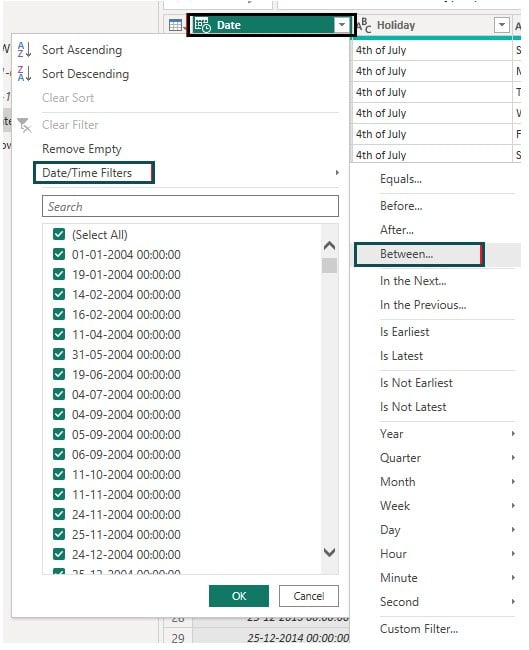 Date
ABC Holiday
Sort Ascending
4th of July
Sort Descending
4th of July
Clear Sort
4th of July
Clear Filter
4th of July
Remove Empty
4th of July
Date/Time Filters
4th of July
Search
(Select All)
01-01-2004 00:00:00
19-01-2004 00:00:00
14-02-2004 00:00:00
16-02-2004 00:00:00
11-04-2004 00:00:00
31-05-2004 00:00:00
19-06-2004 00:00:00
04-07-2004 00:00:00
04-09-2004 00:00:00
05-09-2004 00:00:00
06-09-2004 00:00:00
11-10-2004 00:00:00
11-11-2004 00:00:00
24-11-2004 00:00:00
25-11-2004 00:00:00
24-12-2004 00:00:00
25-12-2004 00:00:00
OK
Cancel
Equals...
Before...
After...
Between...
In the Next...
In the Previous...
Is Earliest
Is Latest
Is Not Earliest
Is Not Latest
Year
Quarter
Month
Week
Day
Hour
Minute
Second
Custom Filter...
28
29 25-12-2014 00:00:00